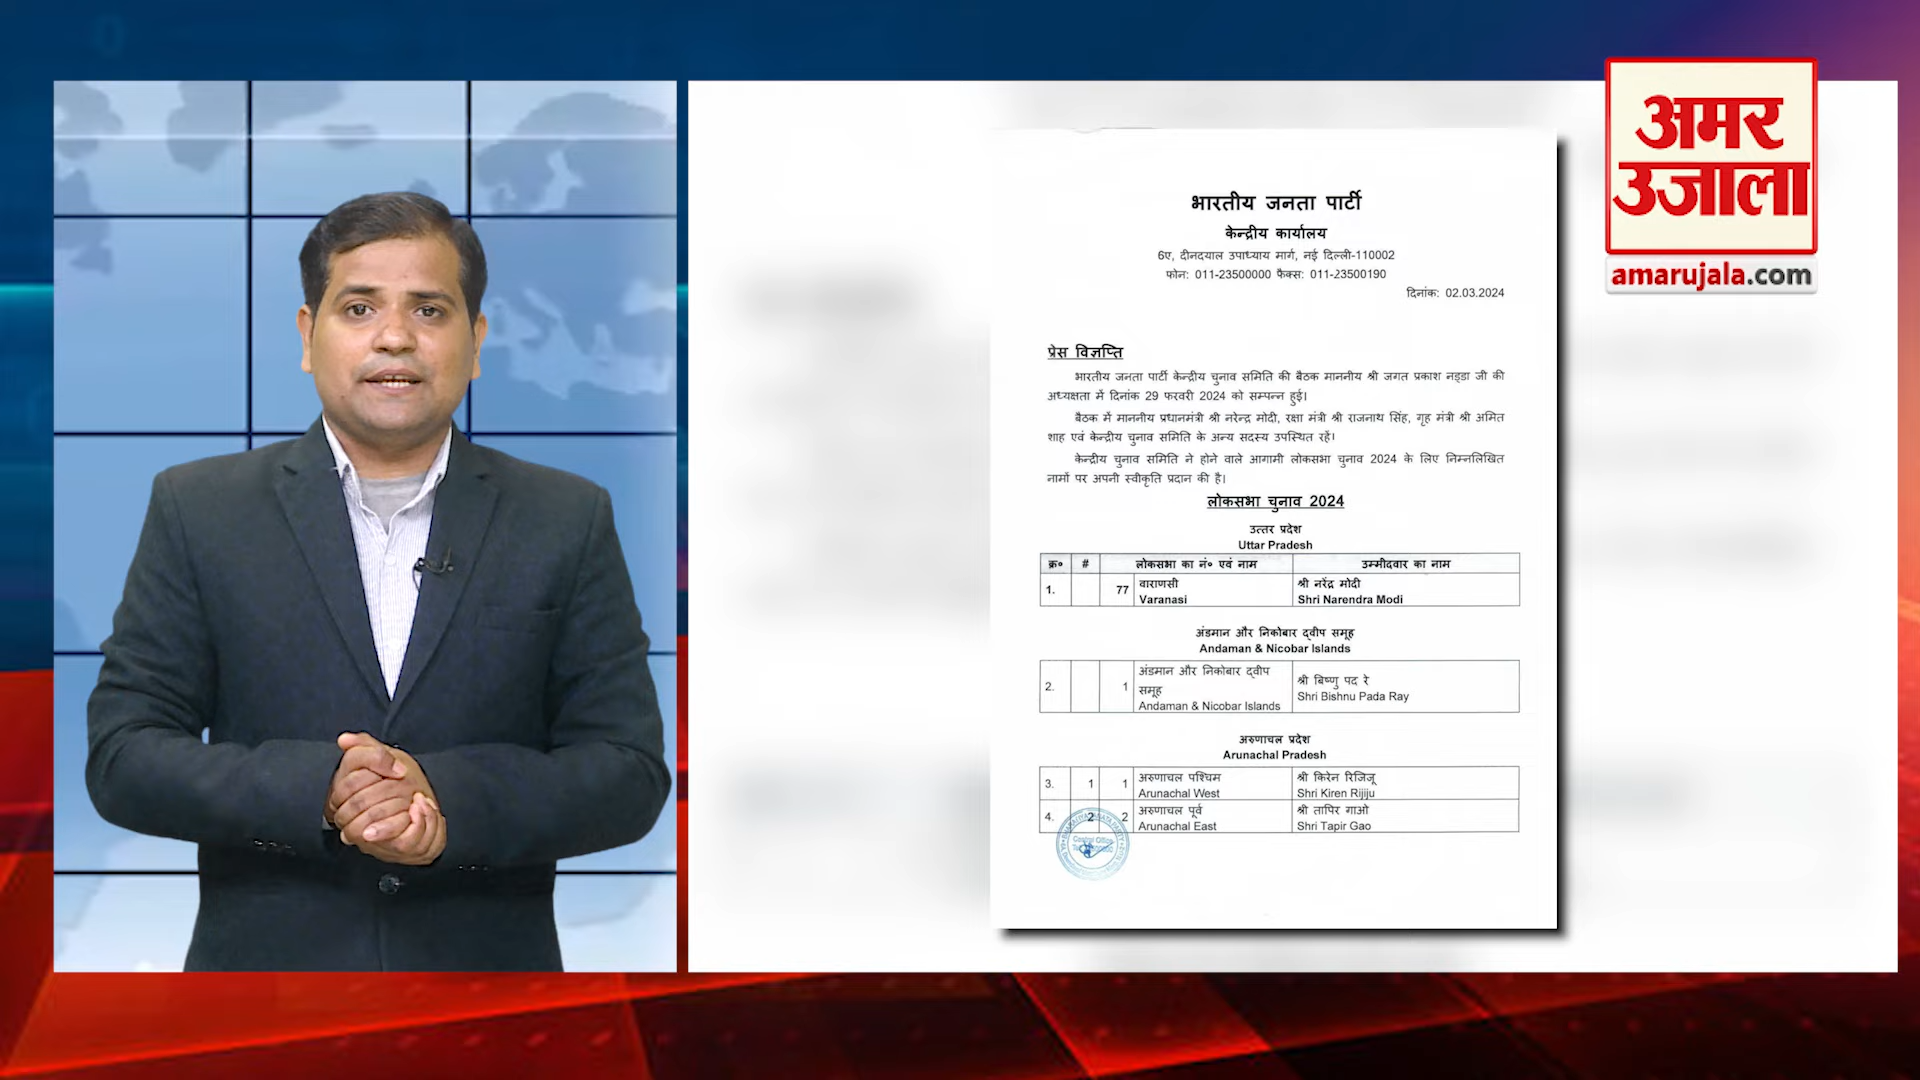 अमर
उजाला
amarujala.com
भारतीय जनता पार्टी
केन्द्रीय कार्यालय
6ए, दीनदयाल उपाध्याय मार्ग, नई दिल्ली-110002
फोन: 011-23500000 फैक्स: 011-23500190
दिनांक: 02.03.2024
प्रेस विज्ञप्ति
भारतीय जनता पार्टी केन्द्रीय चुनाव समिति की बैठक माननीय श्री जगत प्रकाश नड्डा जी की
अध्यक्षता में दिनांक 29 फरवरी 2024 को सम्पन्न हुई।
बैठक में माननीय प्रधानमंत्री श्री नरेन्द्र मोदी, रक्षा मंत्री श्री राजनाथ सिंह, गृह मंत्री श्री अमित
शाह एवं केन्द्रीय चुनाव समिति के अन्य सदस्य उपस्थित रहें।
केन्द्रीय चुनाव समिति ने होने वाले आगामी लोकसभा चुनाव 2024 के लिए निम्नलिखित
नामों पर अपनी स्वीकृति प्रदान की है।
लोकसभा चुनाव 2024
उत्तर प्रदेश
Uttar Pradesh
क्र० # लोकसभा का नं० एवं नाम उम्मीदवार का नाम
1. 77 वाराणसी श्री नरेंद्र मोदी
Varanasi Shri Narendra Modi
अंडमान और निकोबार द्वीप समूह
Andaman & Nicobar Islands
2. 1 अंडमान और निकोबार द्वीप श्री बिष्णु पद रे
समूह Shri Bishnu Pada Ray
Andaman & Nicobar Islands
अरुणाचल प्रदेश
Arunachal Pradesh
3. 1 1 अरुणाचल पश्चिम श्री किरेन रिजिजू
Arunachal West Shri Kiren Rijiju
4. 2 2 अरुणाचल पूर्व श्री तापिर गाओ
Arunachal East Shri Tapir Gao